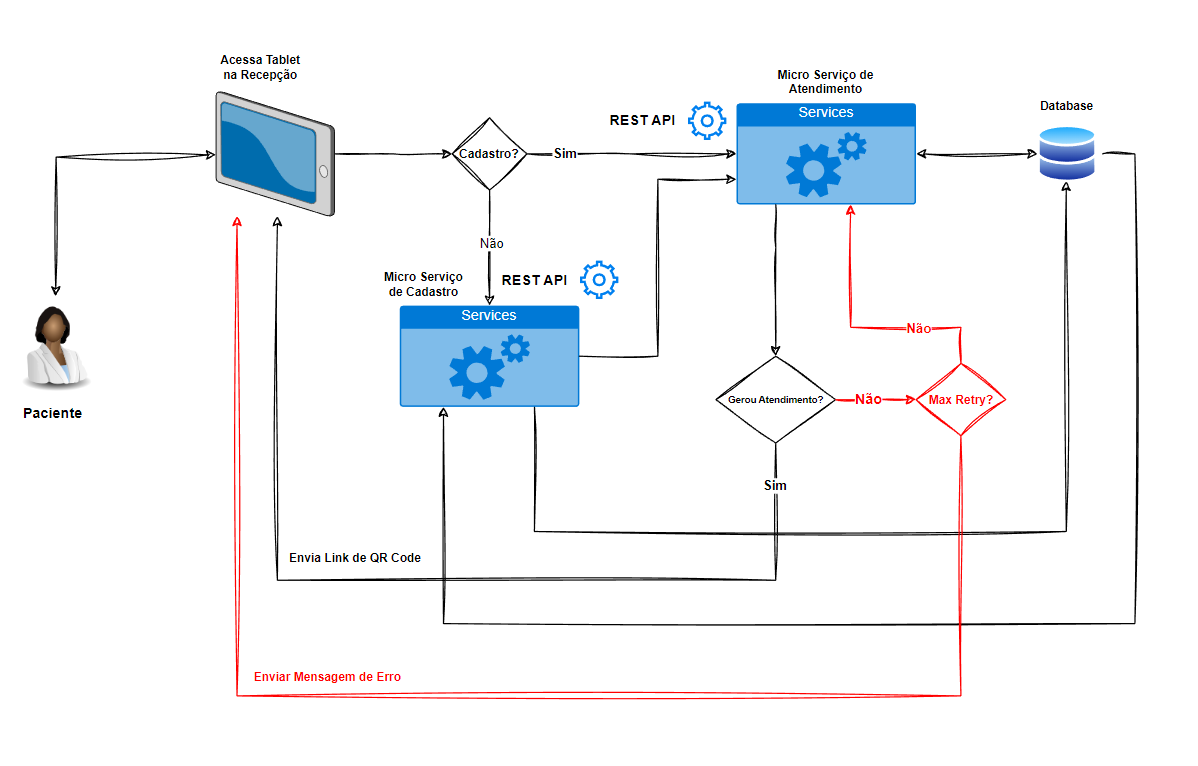 Acessa Tablet
na Recepção
Micro Serviço de
Atendimento
Database
REST API
Services
Cadastro?
Sim
Não
Micro Serviço
de Cadastro
REST API
Services
Não
Paciente
Gerou Atendimento?
Não
Max Retry?
Sim
Envia Link de QR Code
Enviar Mensagem de Erro